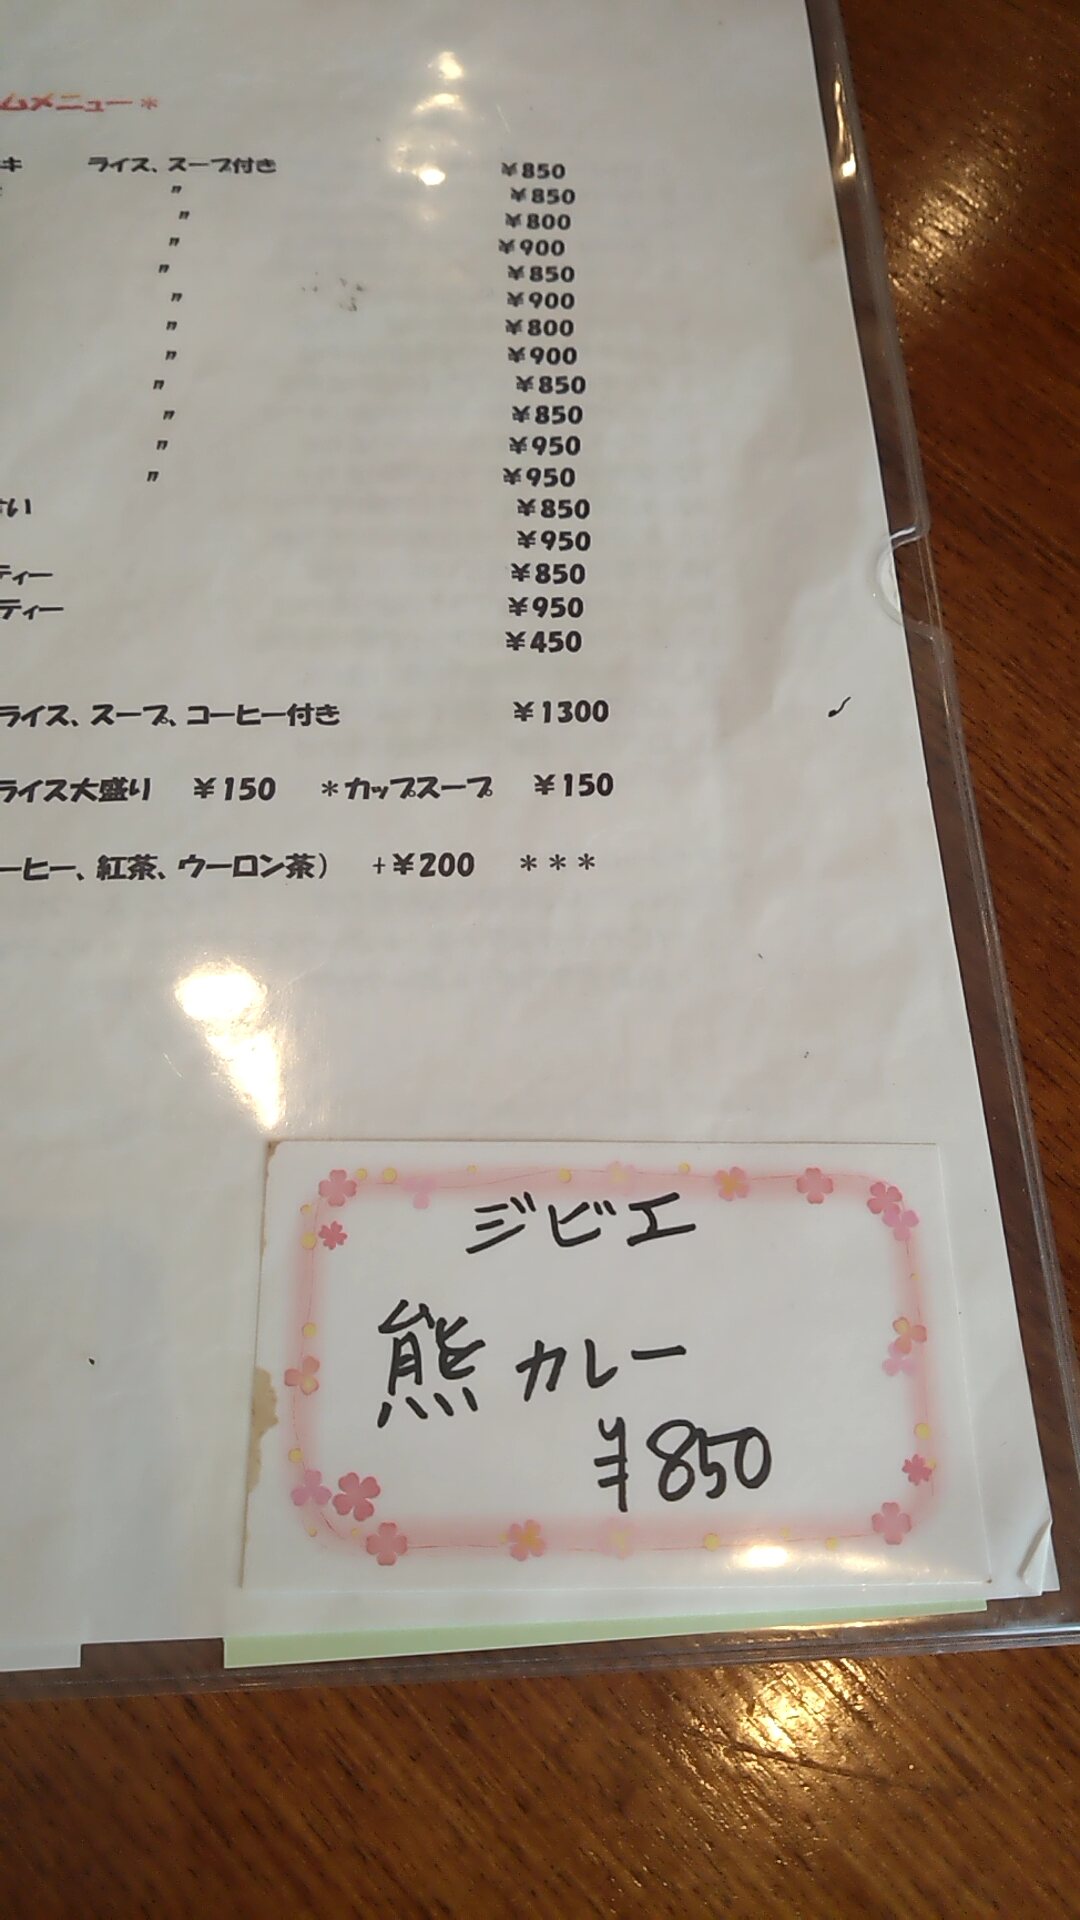 ムメニュー＊
キ ライス、スープ付き ￥850
〃 ￥850
〃 ￥800
〃 ￥900
〃 ￥850
〃 ￥900
〃 ￥800
〃 ￥900
〃 ￥850
〃 ￥850
〃 ￥950
〃 ￥950
さい ￥850
￥950
ティー ￥850
ティー ￥950
￥450
ライス、スープ、コーヒー付き ￥1300
ライス大盛り ￥150 ＊カップスープ ￥150
ーヒー、紅茶、ウーロン茶） +￥200 ＊＊＊
ジビエ
熊カレー
￥850